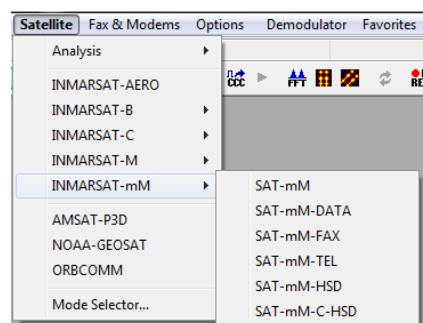 Satellite Fax & Modems Options Demodulator Favorites
Analysis
CCC FFT RE
INMARSAT-AERO
INMARSAT-B
INMARSAT-C
INMARSAT-M
INMARSAT-mM
SAT-mM
AMSAT-P3D
SAT-mM-DATA
NOAA-GEOSAT
SAT-mM-FAX
ORBCOMM
SAT-mM-TEL
SAT-mM-HSD
Mode Selector...
SAT-mM-C-HSD